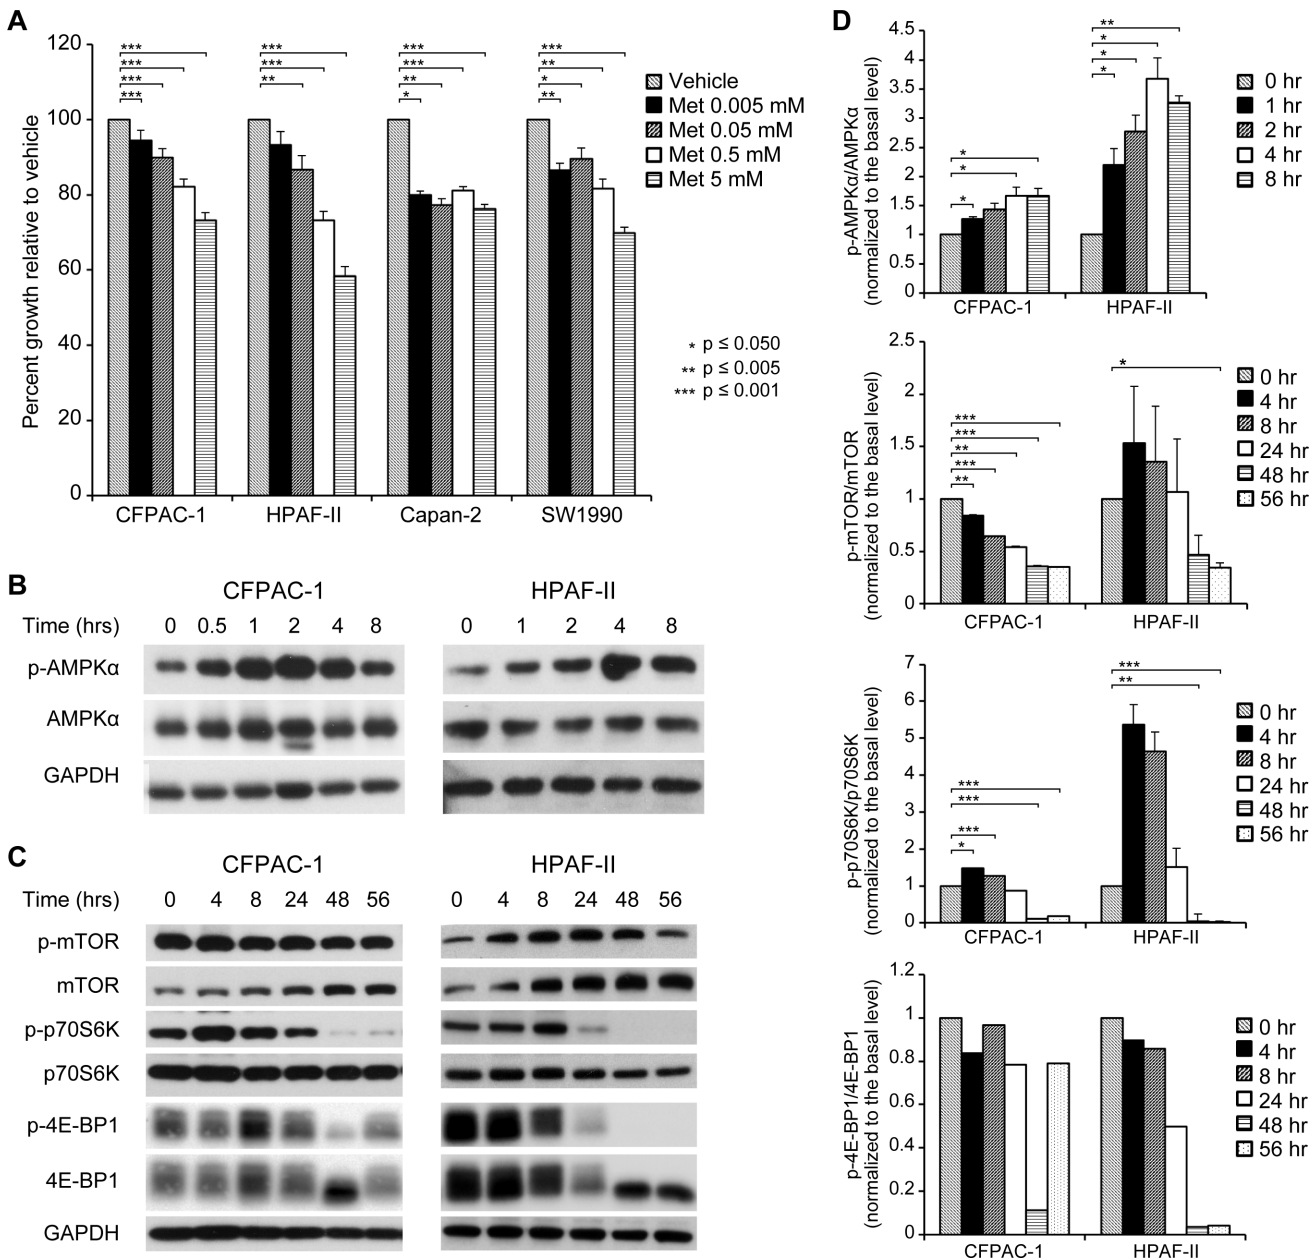 A
120
100
80
60
40
20
0
Percent growth relative to vehicle
***
***
***
***
***
***
**
***
***
**
*
***
**
*
**
CFPAC-1 HPAF-II Capan-2 SW1990
Vehicle
Met 0.005 mM
Met 0.05 mM
Met 0.5 mM
Met 5 mM
* p ≤ 0.050
** p ≤ 0.005
*** p ≤ 0.001
B
CFPAC-1 HPAF-II
Time (hrs) 0 0.5 1 2 4 8 0 1 2 4 8
p-AMPKα
AMPKα
GAPDH
C
CFPAC-1 HPAF-II
Time (hrs) 0 4 8 24 48 56 0 4 8 24 48 56
p-mTOR
mTOR
p-p70S6K
p70S6K
p-4E-BP1
4E-BP1
GAPDH
D
p-AMPKα/AMPKα
(normalized to the basal level)
4.5
4
3.5
3
2.5
2
1.5
1
0.5
0
*
*
*
**
*
*
*
CFPAC-1 HPAF-II
0 hr
1 hr
2 hr
4 hr
8 hr
p-mTOR/mTOR
(normalized to the basal level)
2.5
2
1.5
1
0.5
0
***
***
**
***
**
*
CFPAC-1 HPAF-II
0 hr
4 hr
8 hr
24 hr
48 hr
56 hr
p-p70S6K/p70S6K
(normalized to the basal level)
7
6
5
4
3
2
1
0
***
***
***
*
***
**
CFPAC-1 HPAF-II
0 hr
4 hr
8 hr
24 hr
48 hr
56 hr
p-4E-BP1/4E-BP1
(normalized to the basal level)
1.2
1
0.8
0.6
0.4
0.2
0
CFPAC-1 HPAF-II
0 hr
4 hr
8 hr
24 hr
48 hr
56 hr